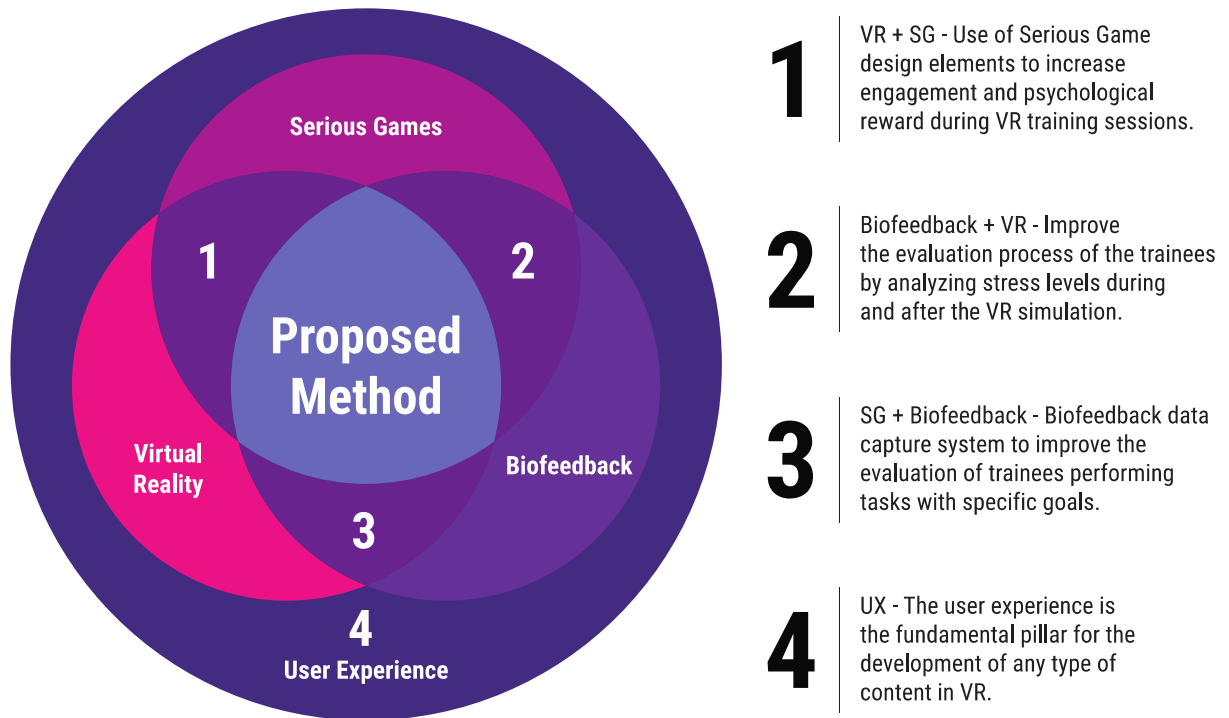 Serious Games
1
2
Proposed
Method
Virtual
Reality
Biofeedback
3
4
User Experience
1
VR + SG - Use of Serious Game
design elements to increase
engagement and psychological
reward during VR training sessions.
2
Biofeedback + VR - Improve
the evaluation process of the trainees
by analyzing stress levels during
and after the VR simulation.
3
SG + Biofeedback - Biofeedback data
capture system to improve the
evaluation of trainees performing
tasks with specific goals.
4
UX - The user experience is
the fundamental pillar for the
development of any type of
content in VR.